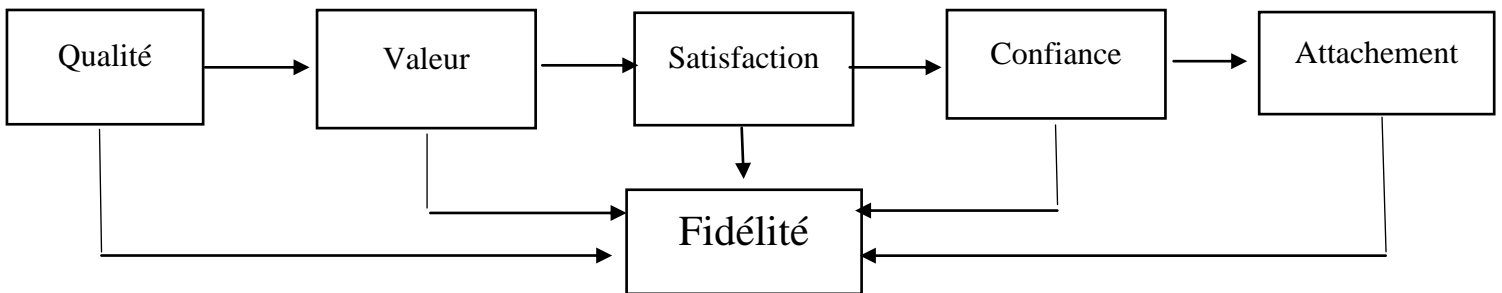 Qualité
Valeur
Satisfaction
Confiance
Attachement
Fidélité